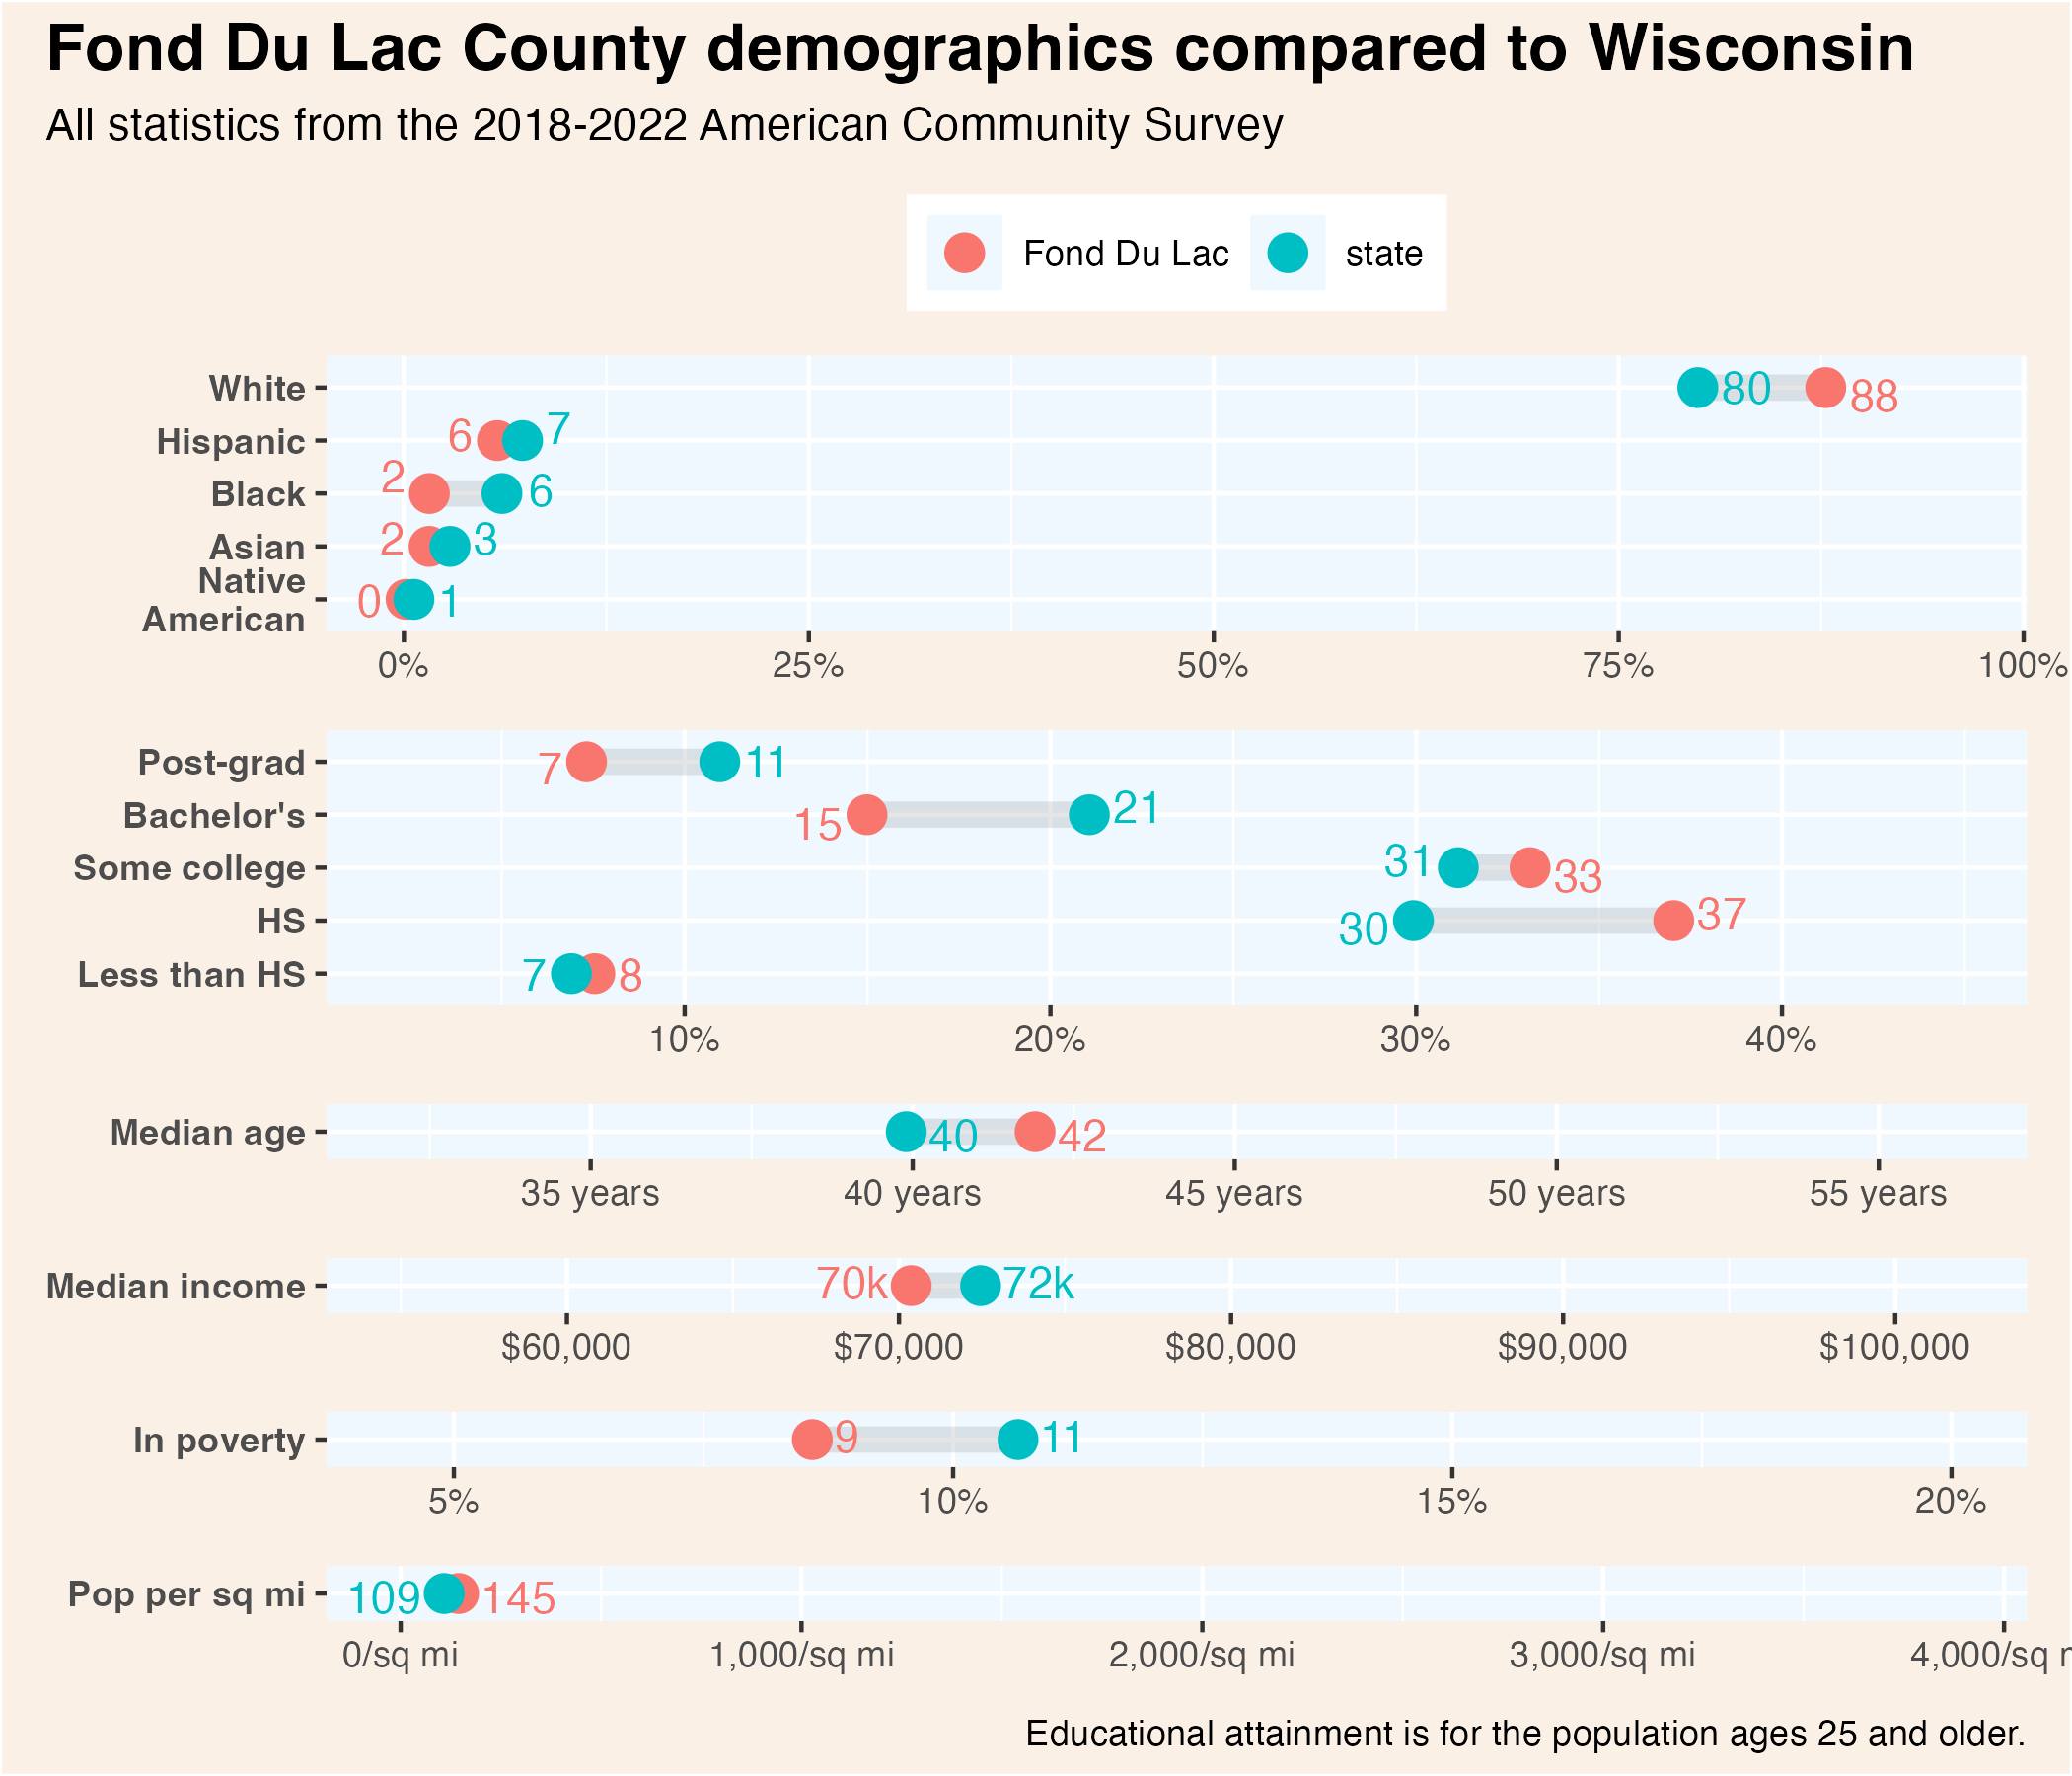 Fond Du Lac County demographics compared to Wisconsin
All statistics from the 2018-2022 American Community Survey
Fond Du Lac state
White 80 88
Hispanic 6 7
Black 2 6
Asian 2 3
Native
American 0 1
0% 25% 50% 75% 100%
Post-grad 7 11
Bachelor's 15 21
Some college 31 33
HS 30 37
Less than HS 7 8
10% 20% 30% 40%
Median age 40 42
35 years 40 years 45 years 50 years 55 years
Median income 70k 72k
$60,000 $70,000 $80,000 $90,000 $100,000
In poverty 9 11
5% 10% 15% 20%
Pop per sq mi 109 145
0/sq mi 1,000/sq mi 2,000/sq mi 3,000/sq mi 4,000/sq
Educational attainment is for the population ages 25 and older.